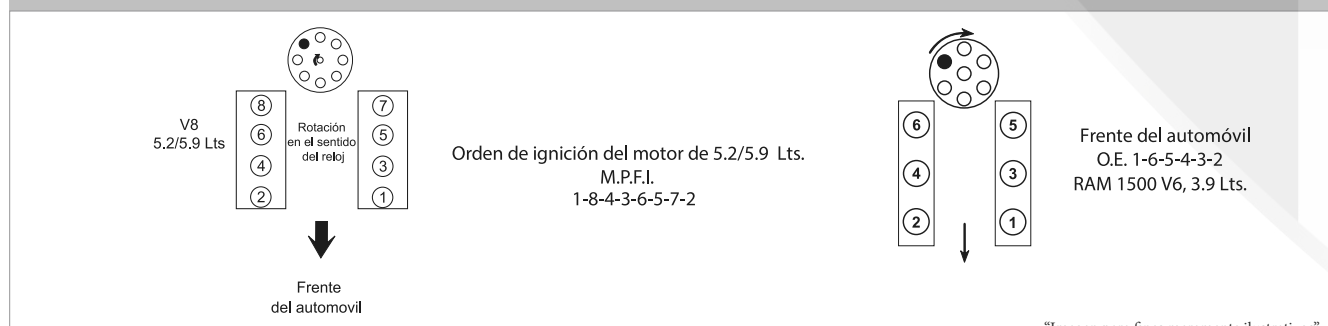 V8
5.2/5.9 Lts
8
6
4
2
Rotación
en el sentido
del reloj
7
5
3
1
Frente
del automovil
Orden de ignición del motor de 5.2/5.9 Lts.
M.P.F.I.
1-8-4-3-6-5-7-2
6
4
2
5
3
1
Frente del automóvil
O.E. 1-6-5-4-3-2
RAM 1500 V6, 3.9 Lts.